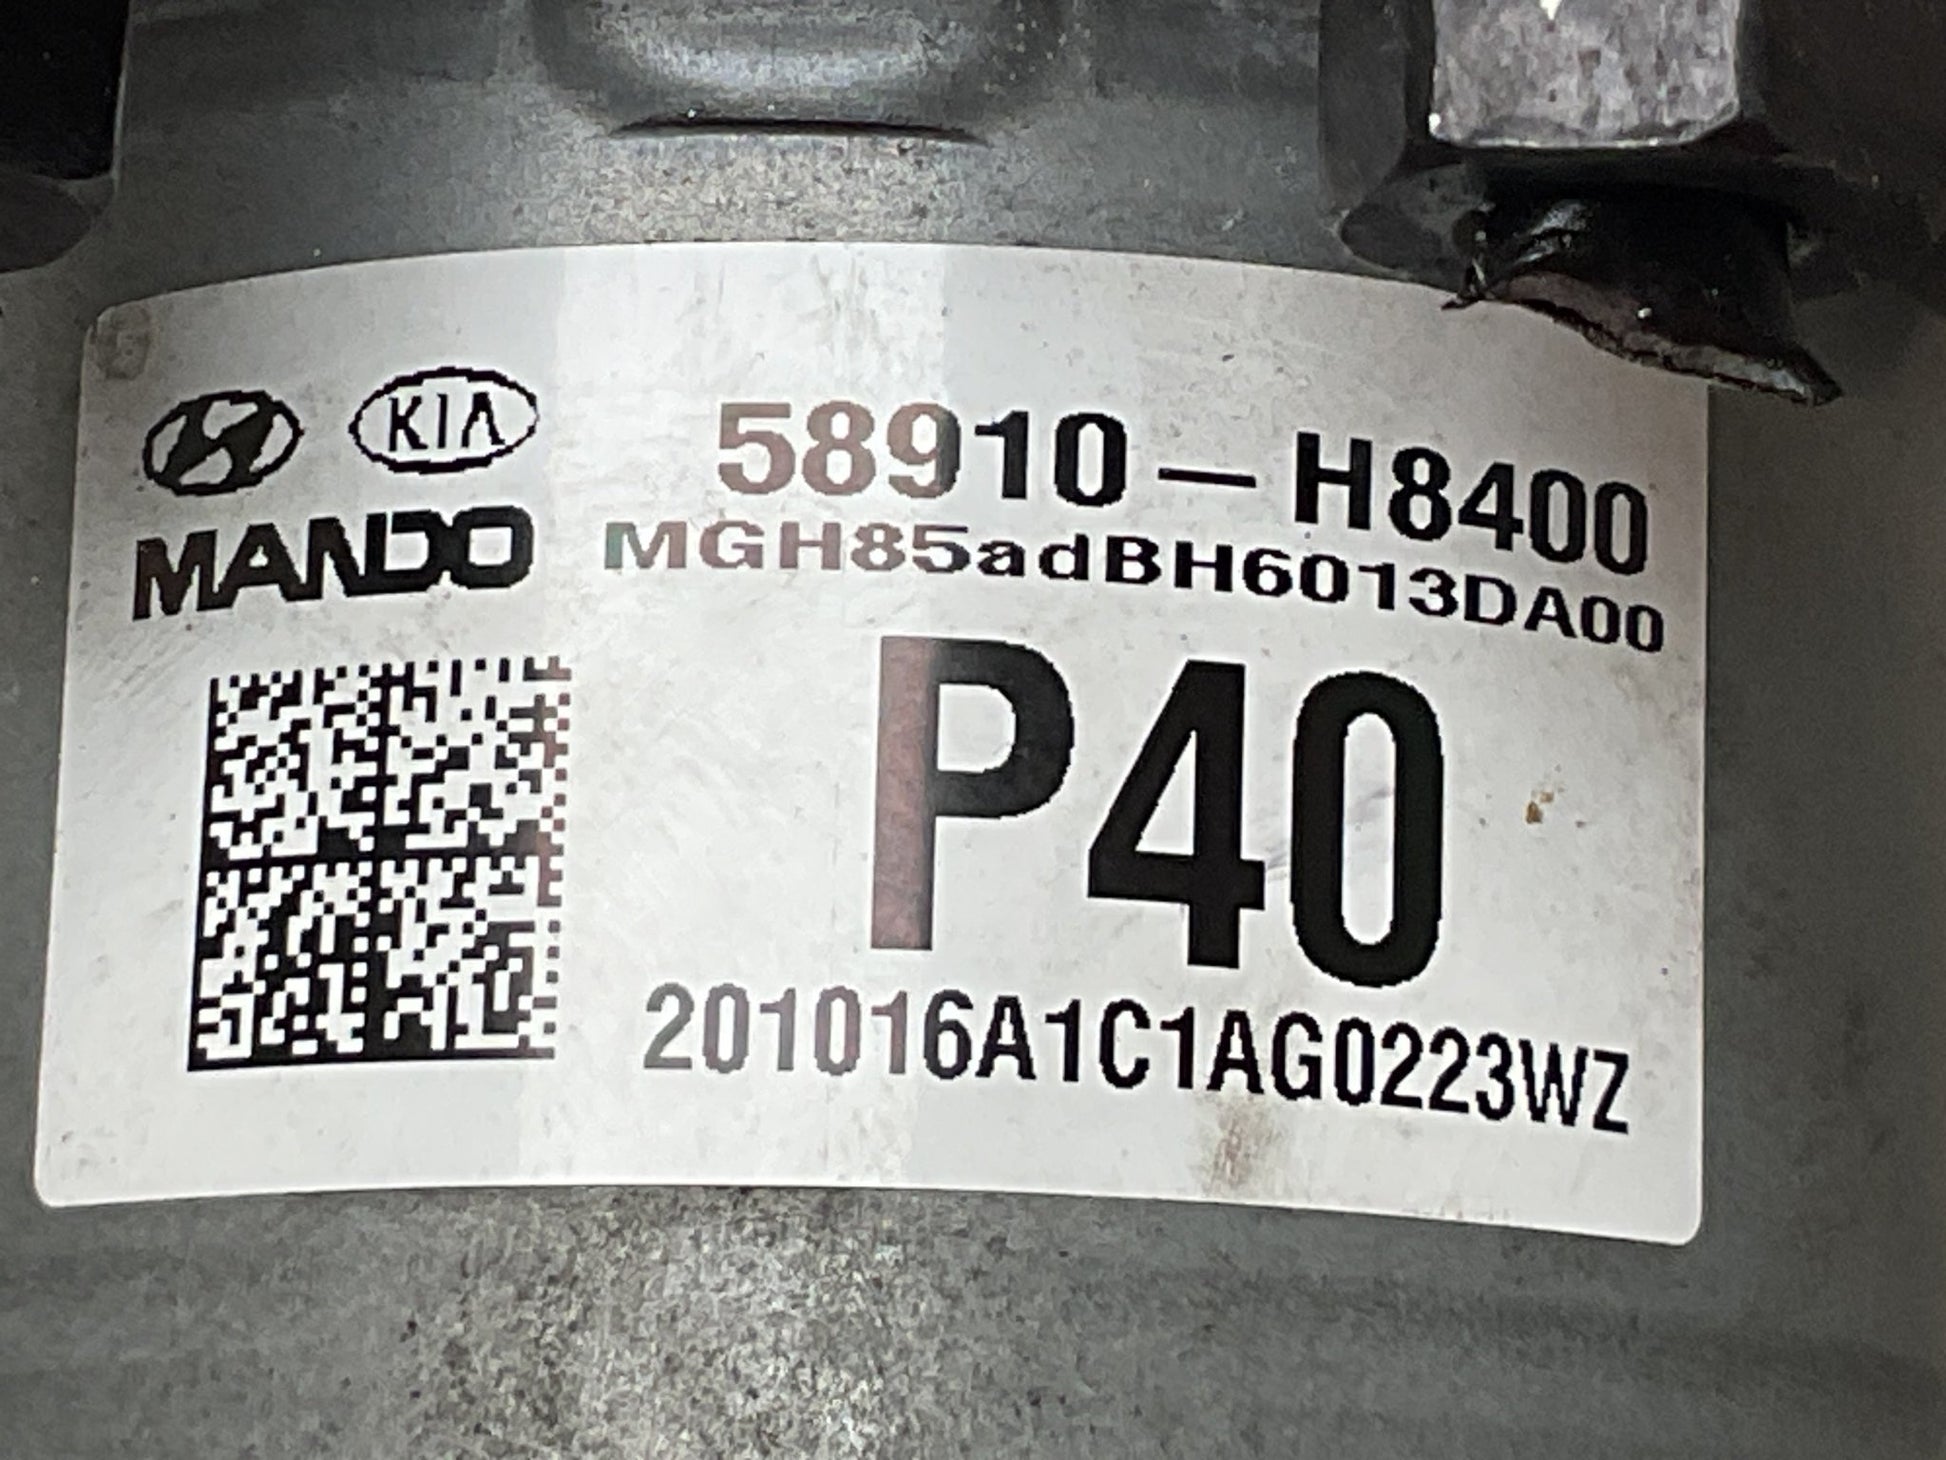 KIA
MANDO
58910-H8400
MGH85adBH6013DA00
P40
201016A1C1AG0223WZ